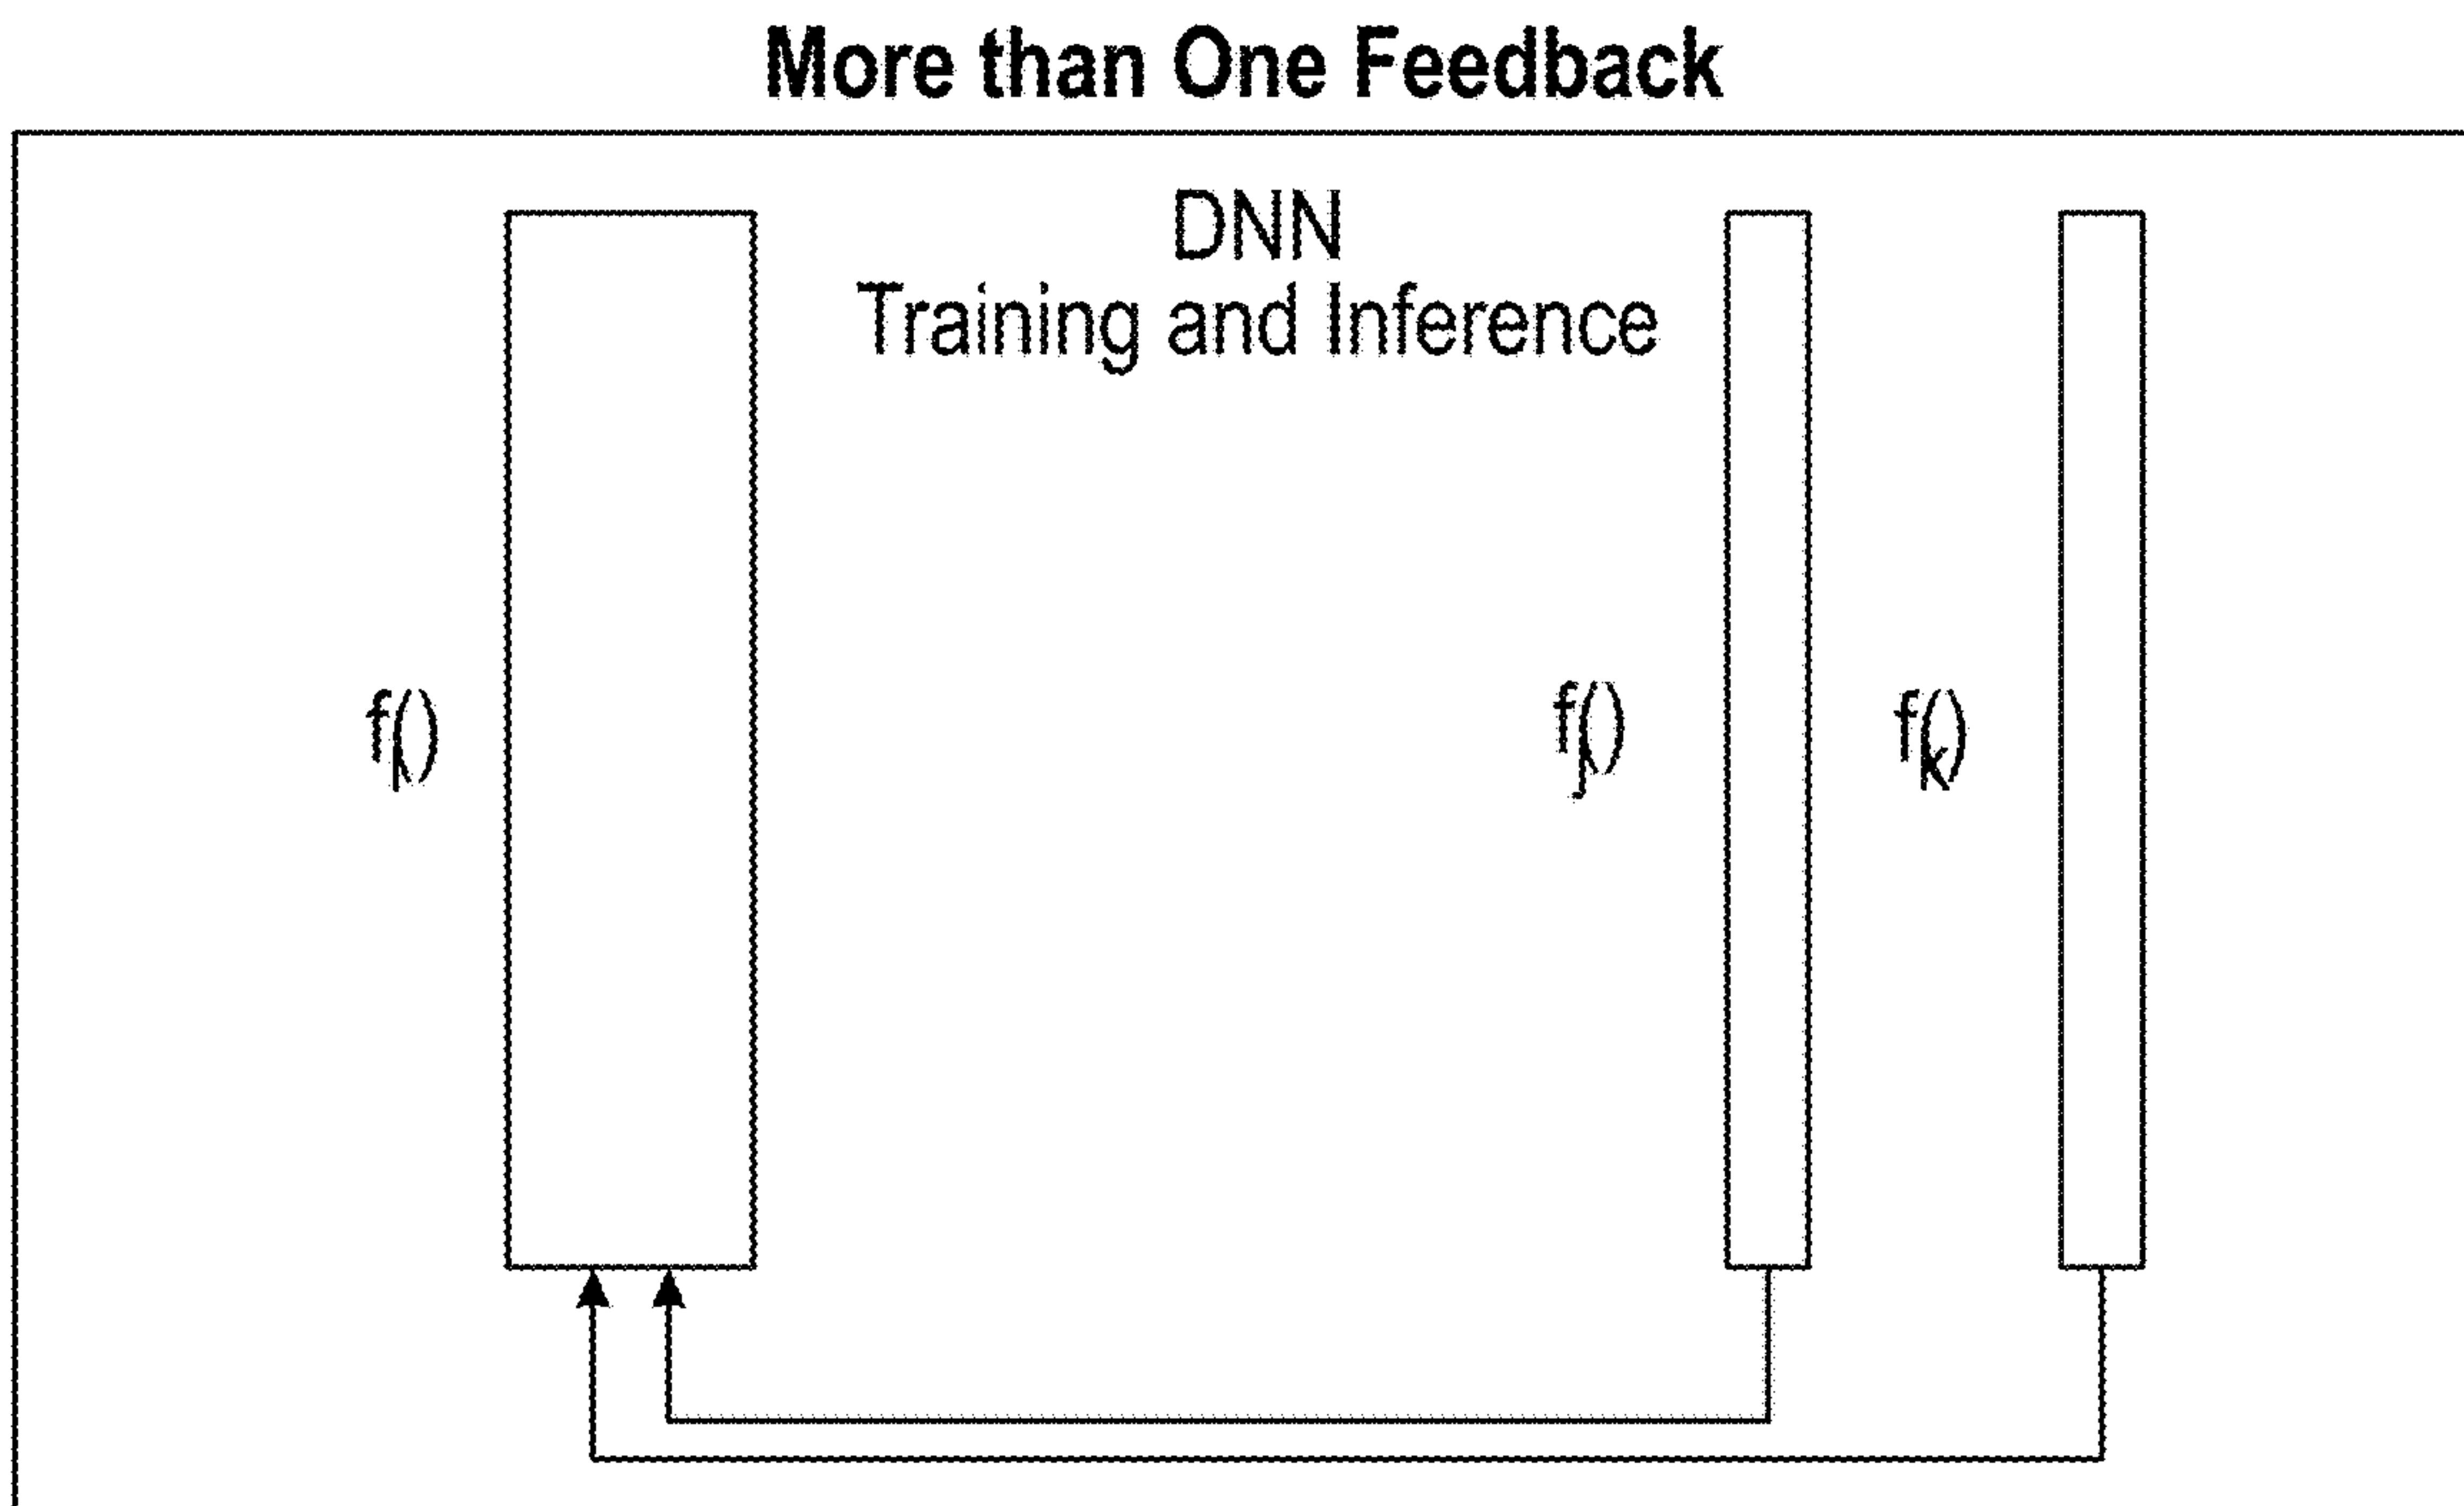 More than One Feedback
DNN
Training and Inference
fi()
fj()
fk()